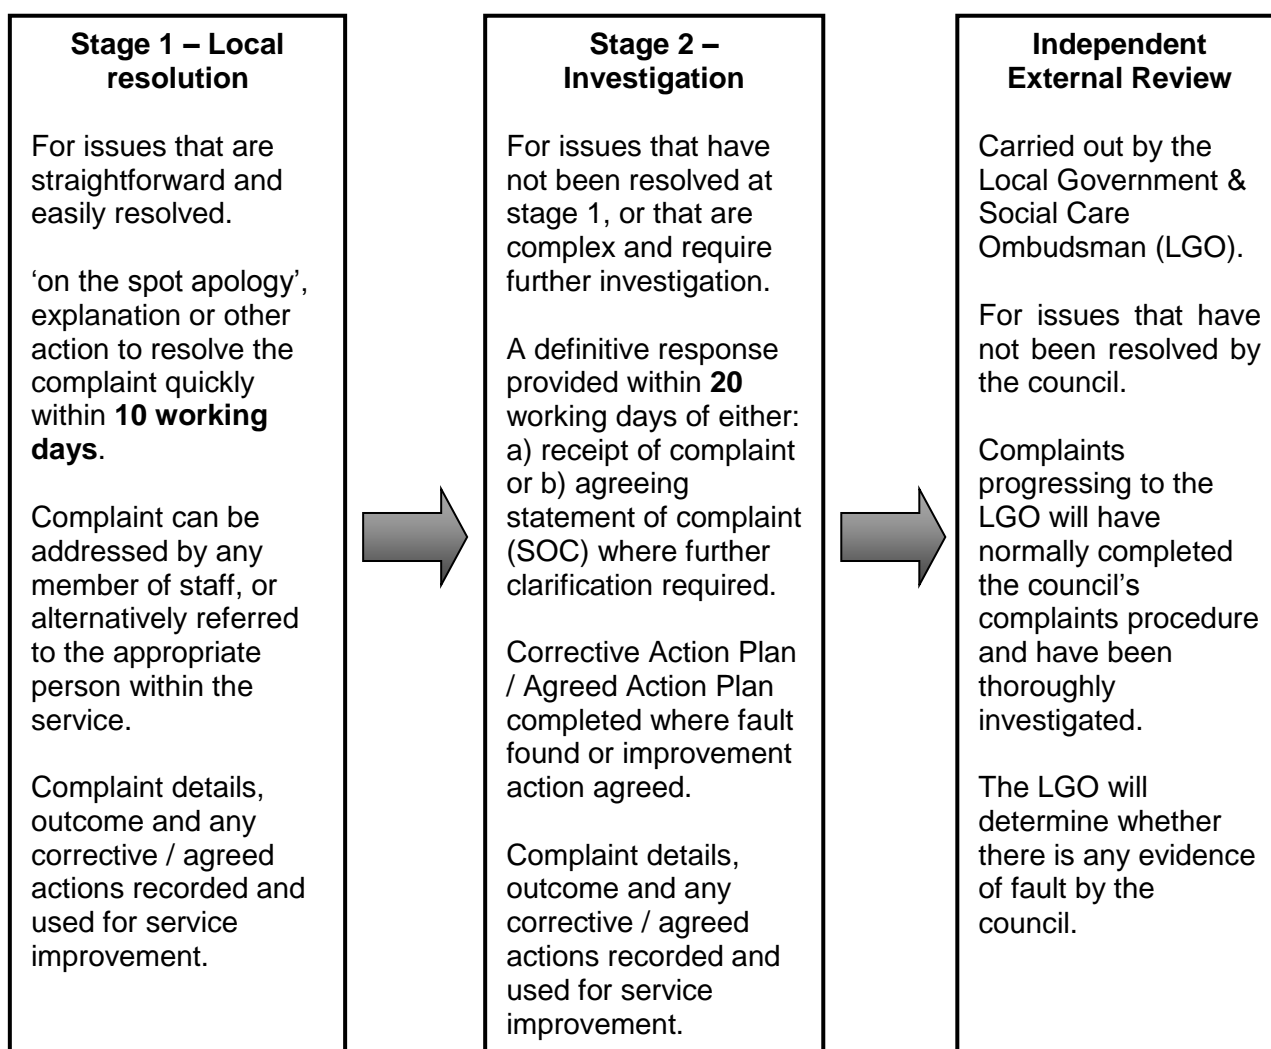 Stage 1 – Local
resolution
For issues that are
straightforward and
easily resolved.
‘on the spot apology’,
explanation or other
action to resolve the
complaint quickly
within 10 working
days.
Complaint can be
addressed by any
member of staff, or
alternatively referred
to the appropriate
person within the
service.
Complaint details,
outcome and any
corrective / agreed
actions recorded and
used for service
improvement.
Stage 2 –
Investigation
For issues that have
not been resolved at
stage 1, or that are
complex and require
further investigation.
A definitive response
provided within 20
working days of either:
a) receipt of complaint
or b) agreeing
statement of complaint
(SOC) where further
clarification required.
Corrective Action Plan
/ Agreed Action Plan
completed where fault
found or improvement
action agreed.
Complaint details,
outcome and any
corrective / agreed
actions recorded and
used for service
improvement.
Independent
External Review
Carried out by the
Local Government &
Social Care
Ombudsman (LGO).
For issues that have
not been resolved by
the council.
Complaints
progressing to the
LGO will have
normally completed
the council’s
complaints procedure
and have been
thoroughly
investigated.
The LGO will
determine whether
there is any evidence
of fault by the
council.